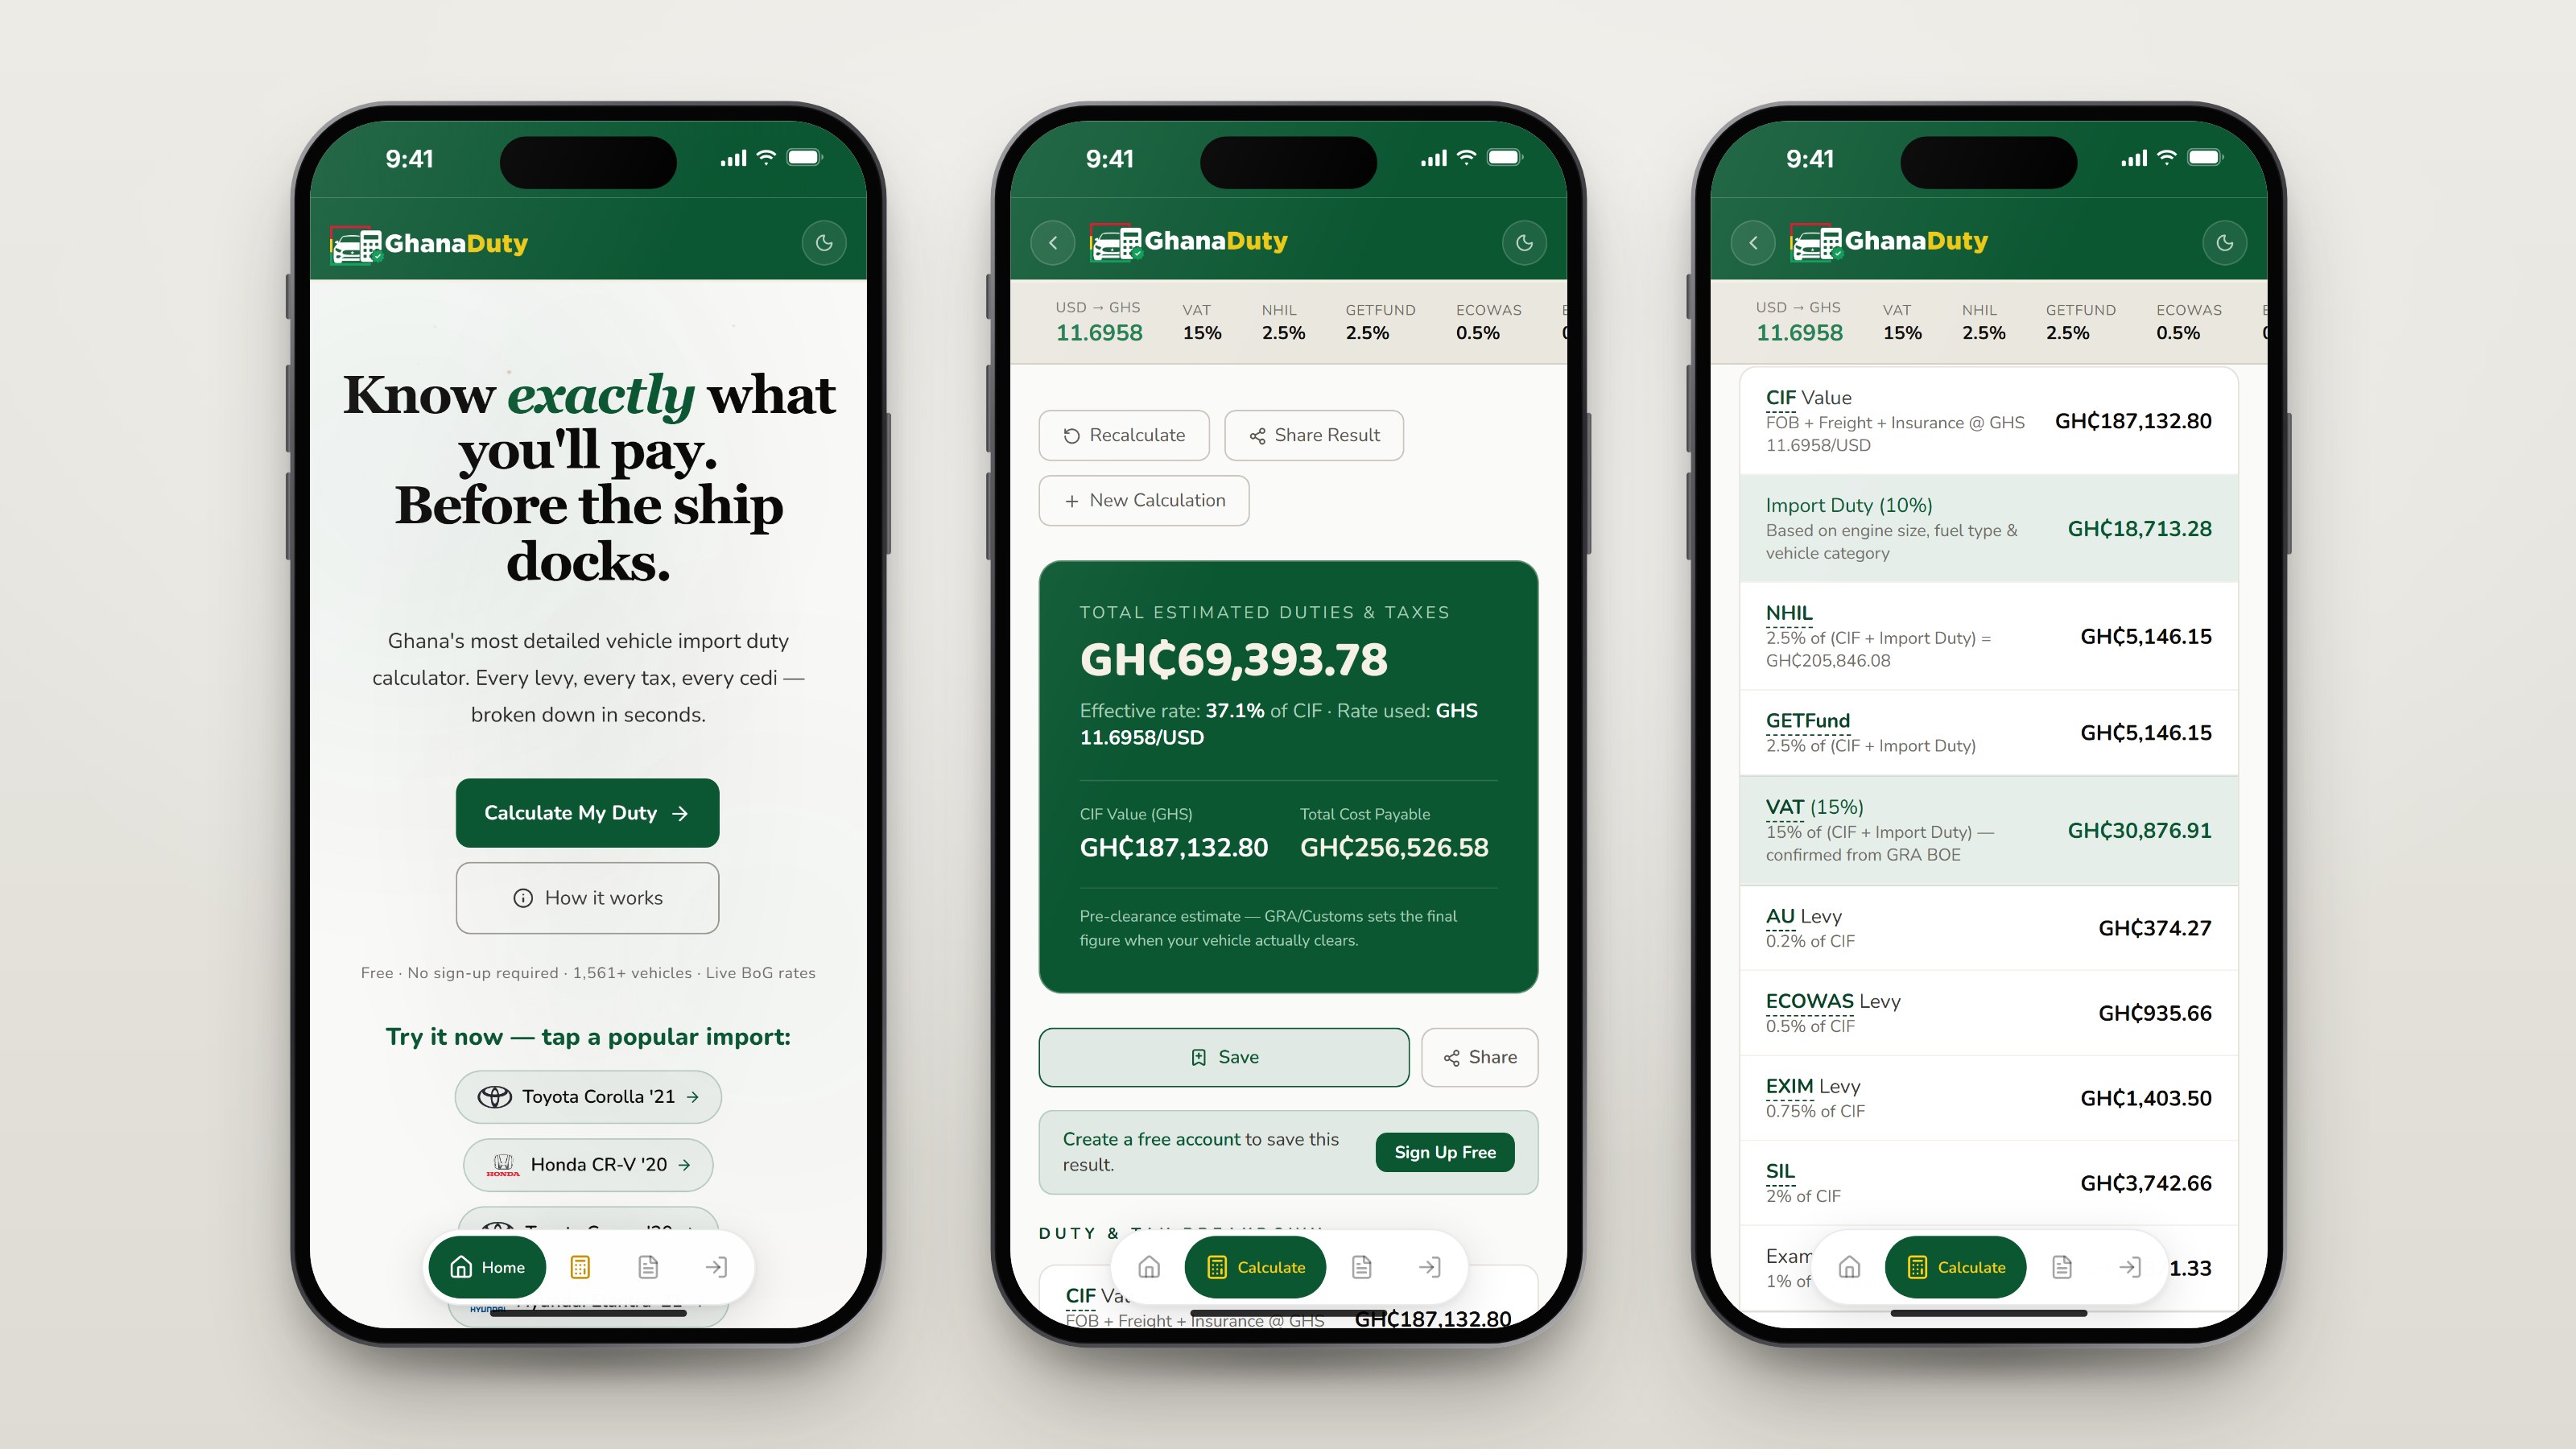 9:41
GhanaDuty
Know exactly what
you'll pay.
Before the ship
docks.
Ghana's most detailed vehicle import duty
calculator. Every levy, every tax, every cedi —
broken down in seconds.
Calculate My Duty →
How it works
Free · No sign-up required · 1,561+ vehicles · Live BoG rates
Try it now — tap a popular import:
Toyota Corolla '21 →
HONDA Honda CR-V '20 →
Home
9:41
GhanaDuty
USD → GHS VAT NHIL GETFUND ECOWAS
11.6958 15% 2.5% 2.5% 0.5%
Recalculate
Share Result
+ New Calculation
TOTAL ESTIMATED DUTIES & TAXES
GH₵69,393.78
Effective rate: 37.1% of CIF · Rate used: GHS
11.6958/USD
CIF Value (GHS) Total Cost Payable
GH₵187,132.80 GH₵256,526.58
Pre-clearance estimate — GRA/Customs sets the final
figure when your vehicle actually clears.
Save
Share
Create a free account to save this
result.
Sign Up Free
DUTY &
Calculate
CIF
FOB + Freight + Insurance @ GHS GH₵187,132.80
9:41
GhanaDuty
USD → GHS VAT NHIL GETFUND ECOWAS
11.6958 15% 2.5% 2.5% 0.5%
CIF Value
FOB + Freight + Insurance @ GHS
11.6958/USD
GH₵187,132.80
Import Duty (10%)
Based on engine size, fuel type &
vehicle category
GH₵18,713.28
NHIL
2.5% of (CIF + Import Duty) =
GH₵205,846.08
GH₵5,146.15
GETFund
2.5% of (CIF + Import Duty)
GH₵5,146.15
VAT (15%)
15% of (CIF + Import Duty) —
confirmed from GRA BOE
GH₵30,876.91
AU Levy
0.2% of CIF
GH₵374.27
ECOWAS Levy
0.5% of CIF
GH₵935.66
EXIM Levy
0.75% of CIF
GH₵1,403.50
SIL
2% of CIF
GH₵3,742.66
Exam
1% of
1.33
Calculate